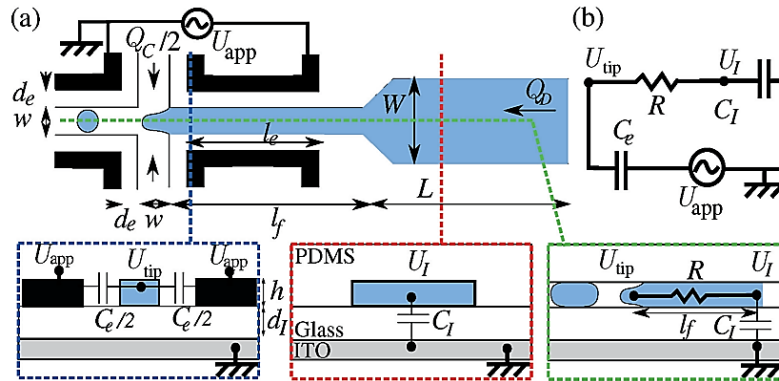 (a)
U_app
Q_C/2
d_e
w
W
Q_D
l_e
d_e w
l_f
L
(b)
U_tip
U_I
R
C_I
C_e
U_app
U_app
U_tip
U_app
C_e/2
C_e/2
h
d_I
PDMS
U_I
C_I
Glass
ITO
U_tip
R
U_I
l_f
C_I